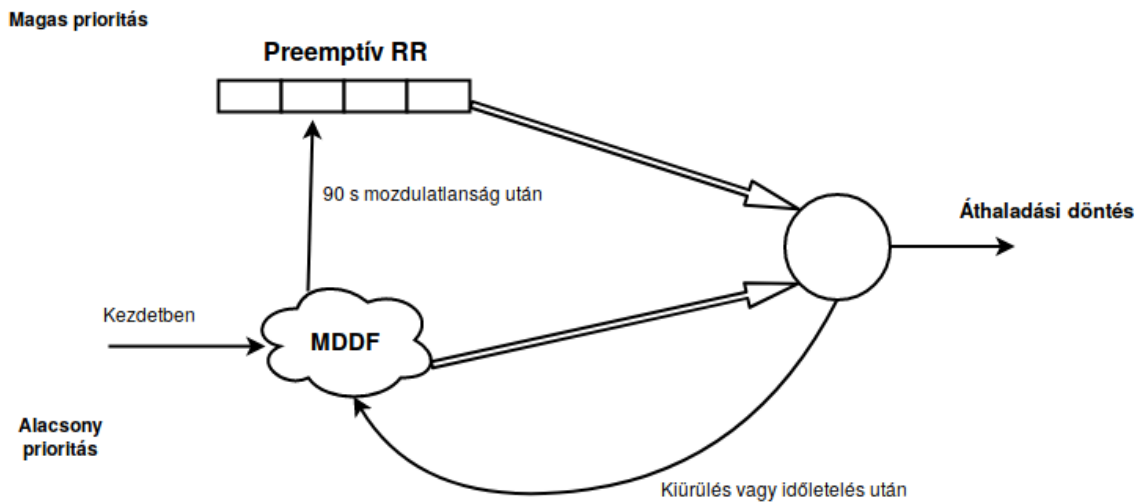 Magas prioritás
Preemptív RR
90 s mozdulatlanság után
Áthaladási döntés
Kezdetben
MDDF
Alacsony
prioritás
Kiürülés vagy időletelés után